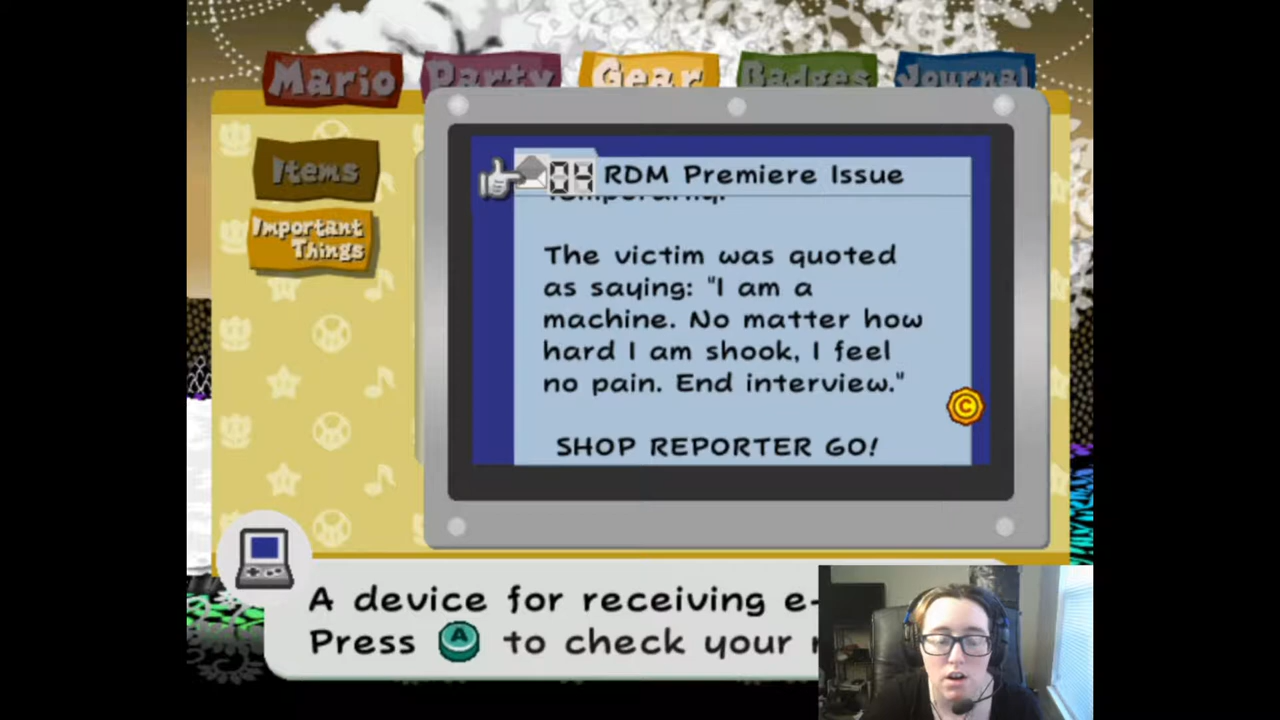 Mario Party Gear Badges Journal
Items
Important
Things
04 RDM Premiere Issue
Temporarily.
The victim was quoted
as saying: "I am a
machine. No matter how
hard I am shook, I feel
no pain. End interview."
C
SHOP REPORTER GO!
A device for receiving e-
Press A to check your